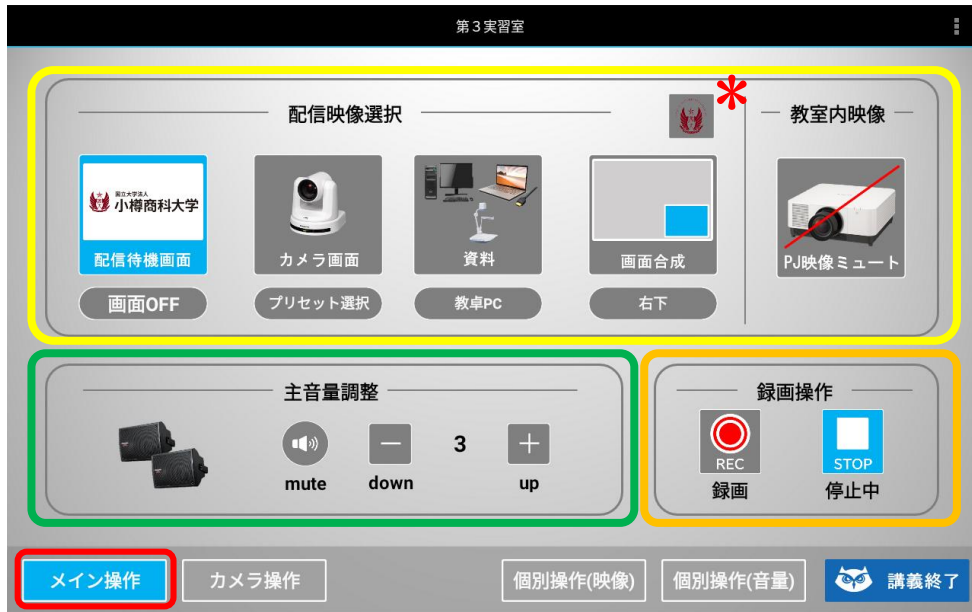 第3実習室
配信映像選択
*
教室内映像
国立大学法人
小樽商科大学
配信待機画面
カメラ画面
資料
画面合成
PJ映像ミュート
画面OFF
プリセット選択
教卓PC
右下
主音量調整
3
mute
down
up
録画操作
REC
STOP
録画
停止中
メイン操作
カメラ操作
個別操作(映像)
個別操作(音量)
講義終了